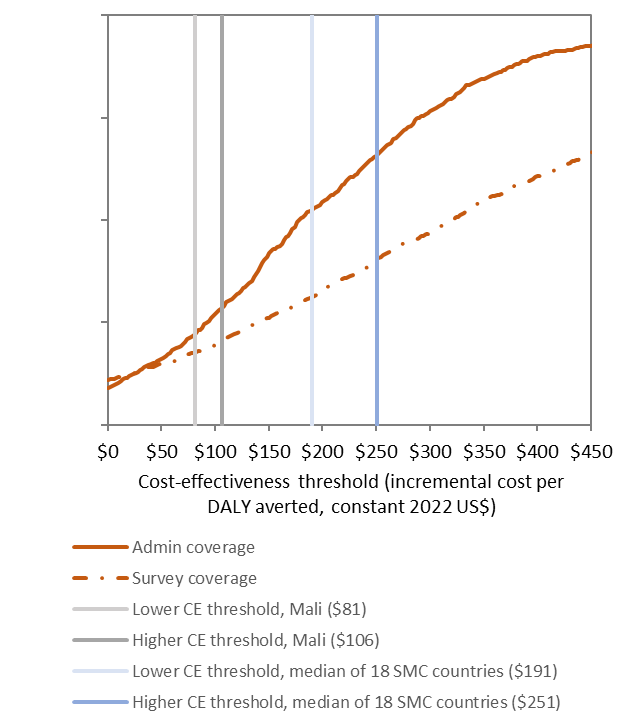 $0 $50 $100 $150 $200 $250 $300 $350 $400 $450
Cost-effectiveness threshold (incremental cost per
DALY averted, constant 2022 US$)
Admin coverage
Survey coverage
Lower CE threshold, Mali ($81)
Higher CE threshold, Mali ($106)
Lower CE threshold, median of 18 SMC countries ($191)
Higher CE threshold, median of 18 SMC countries ($251)